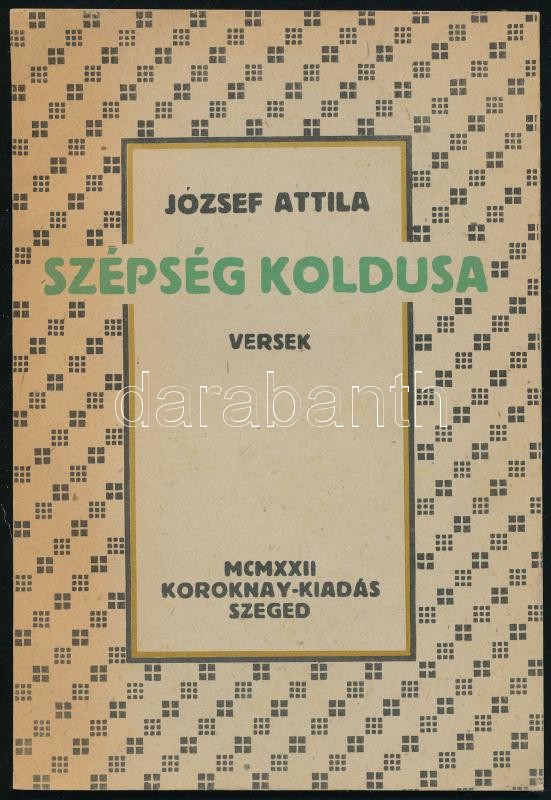 JÓZSEF ATTILA
SZÉPSÉG KOLDUSA
VERSEK
darabanth
MCMXXII
KOROKNAY-KIADÁS
SZEGED